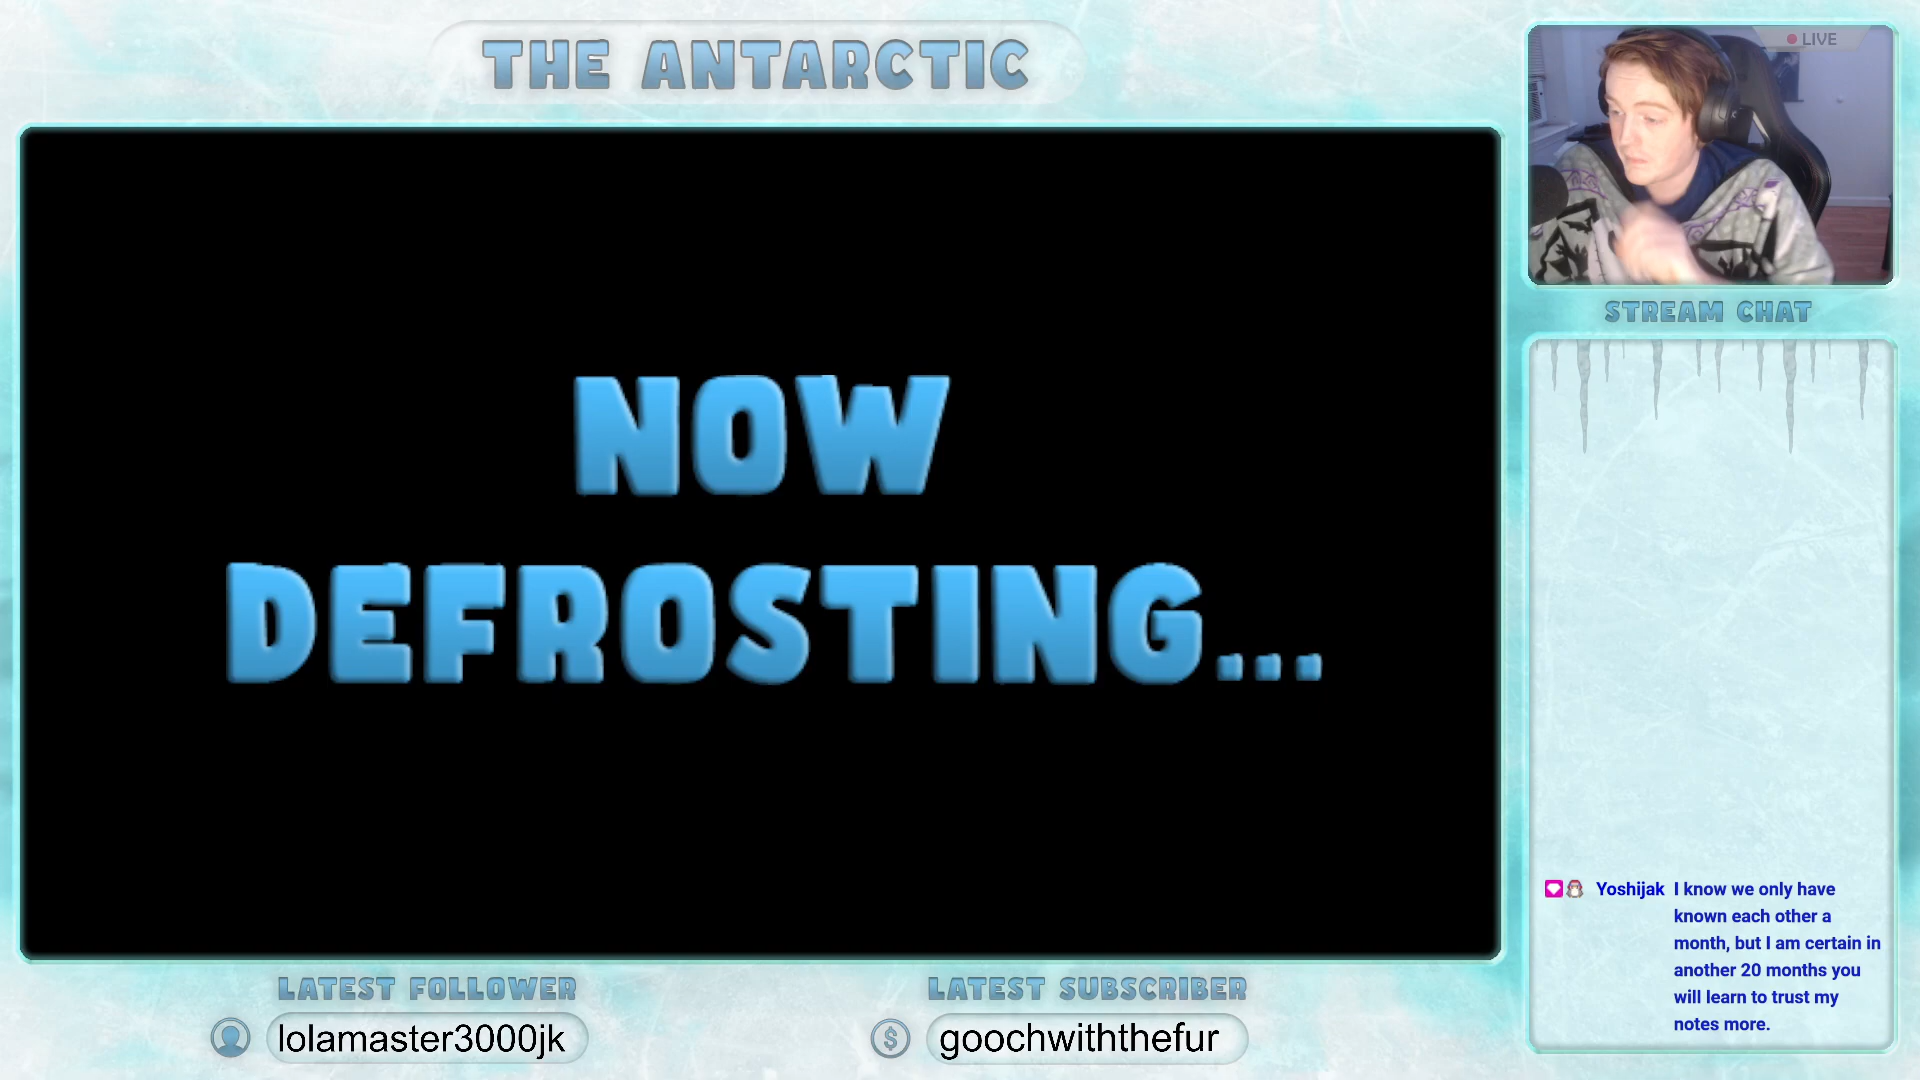 THE ANTARCTIC
LIVE
NOW
DEFROSTING...
STREAM CHAT
Yoshijak I know we only have
known each other a
month, but I am certain in
another 20 months you
will learn to trust my
notes more.
LATEST FOLLOWER
lolamaster3000jk
LATEST SUBSCRIBER
goochwiththefur